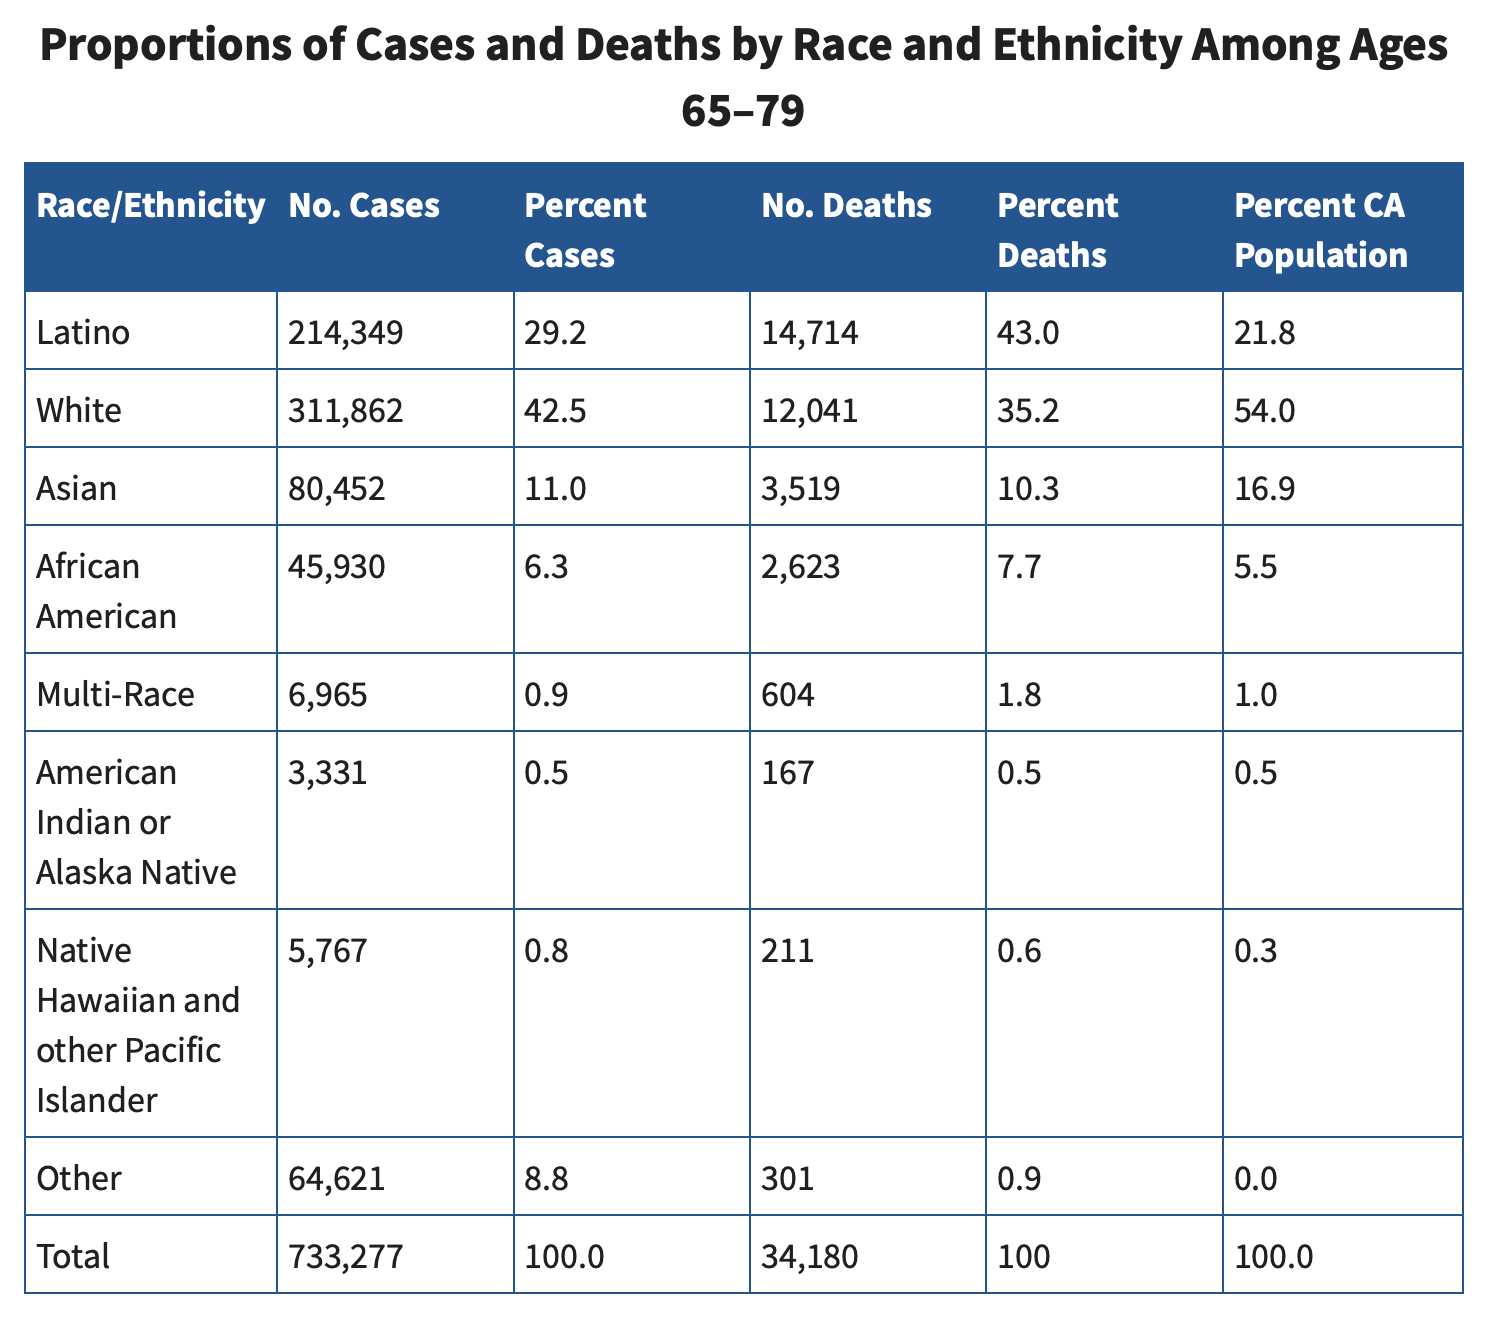 Proportions of Cases and Deaths by Race and Ethnicity Among Ages
65–79
Race/Ethnicity No. Cases Percent Cases No. Deaths Percent Deaths Percent CA Population
Latino 214,349 29.2 14,714 43.0 21.8
White 311,862 42.5 12,041 35.2 54.0
Asian 80,452 11.0 3,519 10.3 16.9
African American 45,930 6.3 2,623 7.7 5.5
Multi-Race 6,965 0.9 604 1.8 1.0
American Indian or Alaska Native 3,331 0.5 167 0.5 0.5
Native Hawaiian and other Pacific Islander 5,767 0.8 211 0.6 0.3
Other 64,621 8.8 301 0.9 0.0
Total 733,277 100.0 34,180 100 100.0